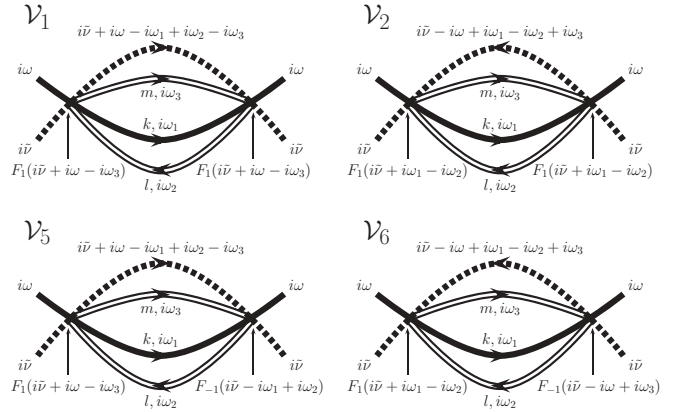 𝒱₁
iν̃ + iω − iω₁ + iω₂ − iω₃
iω
iω
m, iω₃
k, iω₁
iν̃
iν̃
F₁(iν̃ + iω − iω₃)
F₁(iν̃ + iω − iω₃)
l, iω₂
𝒱₂
iν̃ − iω + iω₁ − iω₂ + iω₃
iω
iω
m, iω₃
k, iω₁
iν̃
iν̃
F₁(iν̃ + iω₁ − iω₂)
F₁(iν̃ + iω₁ − iω₂)
l, iω₂
𝒱₅
iν̃ + iω − iω₁ + iω₂ − iω₃
iω
iω
m, iω₃
k, iω₁
iν̃
iν̃
F₁(iν̃ + iω − iω₃)
F₋₁(iν̃ − iω₁ + iω₂)
l, iω₂
𝒱₆
iν̃ − iω + iω₁ − iω₂ + iω₃
iω
iω
m, iω₃
k, iω₁
iν̃
iν̃
F₁(iν̃ + iω₁ − iω₂)
F₋₁(iν̃ − iω + iω₃)
l, iω₂